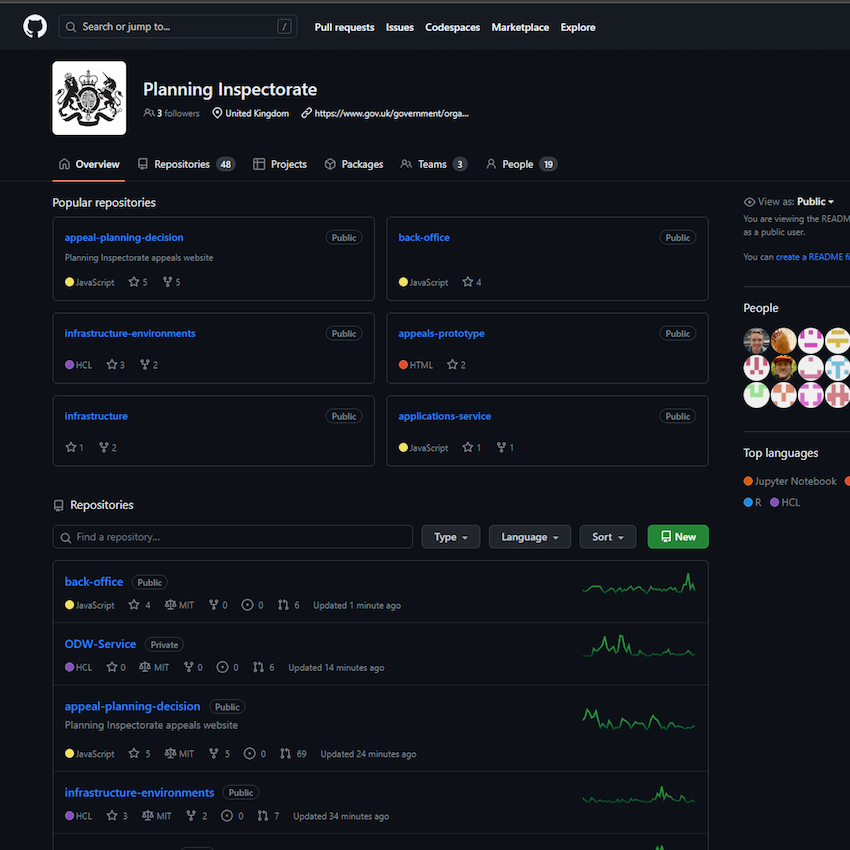 Search or jump to... /
Pull requests Issues Codespaces Marketplace Explore
Planning Inspectorate
3 followers United Kingdom https://www.gov.uk/government/orga...
Overview Repositories 48 Projects Packages Teams 3 People 19
Popular repositories
appeal-planning-decision Public
Planning Inspectorate appeals website
JavaScript 5 5
back-office Public
JavaScript 4
infrastructure-environments Public
HCL 3 2
appeals-prototype Public
HTML 2
infrastructure Public
1 2
applications-service Public
JavaScript 1 1
Repositories
Find a repository...
Type Language Sort New
back-office Public
JavaScript 4 MIT 0 0 6 Updated 1 minute ago
ODW-Service Private
HCL 0 MIT 0 0 6 Updated 14 minutes ago
appeal-planning-decision Public
Planning Inspectorate appeals website
JavaScript 5 MIT 5 0 69 Updated 24 minutes ago
infrastructure-environments Public
HCL 3 MIT 2 0 7 Updated 34 minutes ago
View as: Public
You are viewing the READM
as a public user.
You can create a README fi
People
Top languages
Jupyter Notebook
R HCL